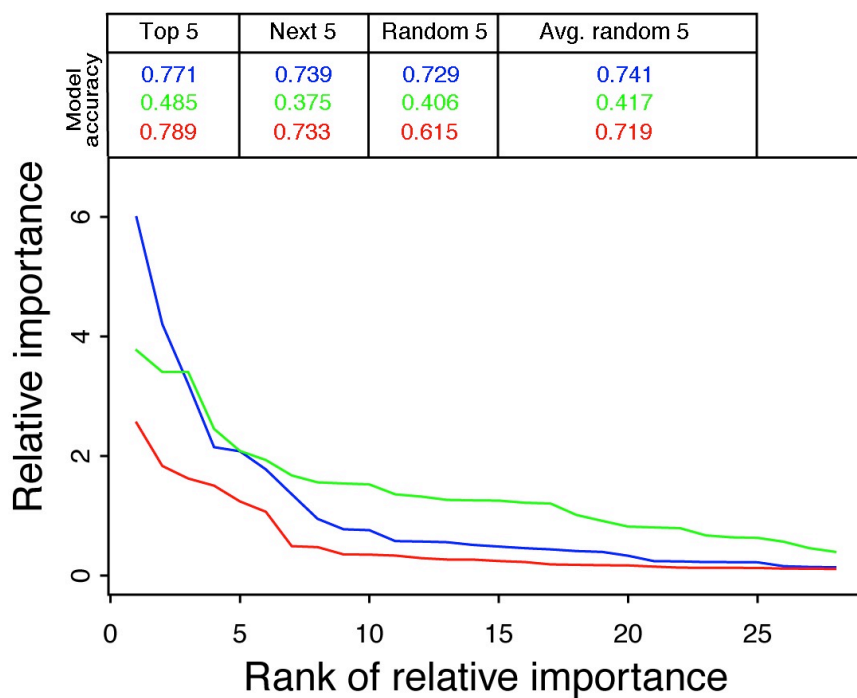 Top 5 Next 5 Random 5 Avg. random 5
Model
accuracy
0.771 0.739 0.729 0.741
0.485 0.375 0.406 0.417
0.789 0.733 0.615 0.719
Relative importance
6
4
2
0
0 5 10 15 20 25
Rank of relative importance